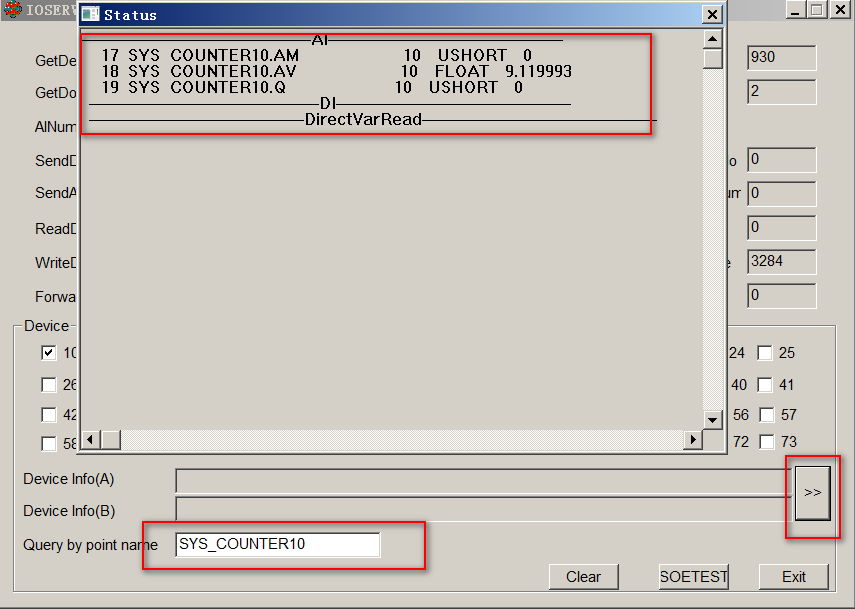 IOSERV
Status
AI
17 SYS COUNTER10.AM 10 USHORT 0
18 SYS COUNTER10.AV 10 FLOAT 9.119993
19 SYS COUNTER10.Q 10 USHORT 0
DI
DirectVarRead
GetDe
930
GetDo
2
AINum
SendD
0
SendA
um 0
ReadD
0
WriteD
3284
Forwa
0
Device
10 24 25
26 40 41
42 56 57
58 72 73
Device Info(A)
>>
Device Info(B)
Query by point name SYS_COUNTER10
Clear SOETEST Exit